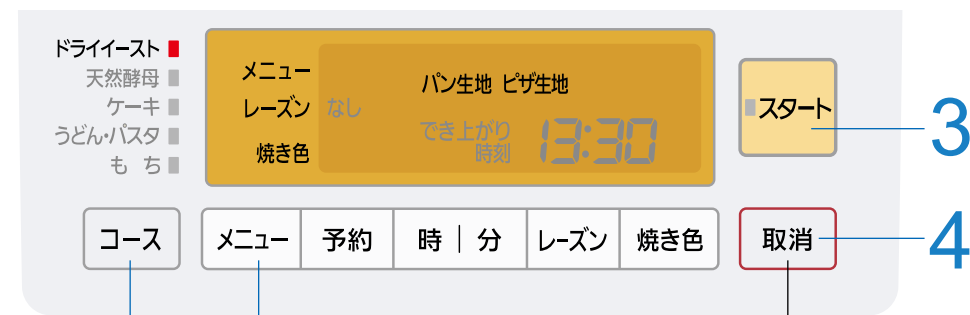 ドライイースト
天然酵母
ケーキ
うどん・パスタ
もち
メニュー
パン生地 ピザ生地
レーズン なし
でき上がり
時刻
13:30
焼き色
スタート
3
コース
メニュー
予約
時｜分
レーズン
焼き色
取消
4